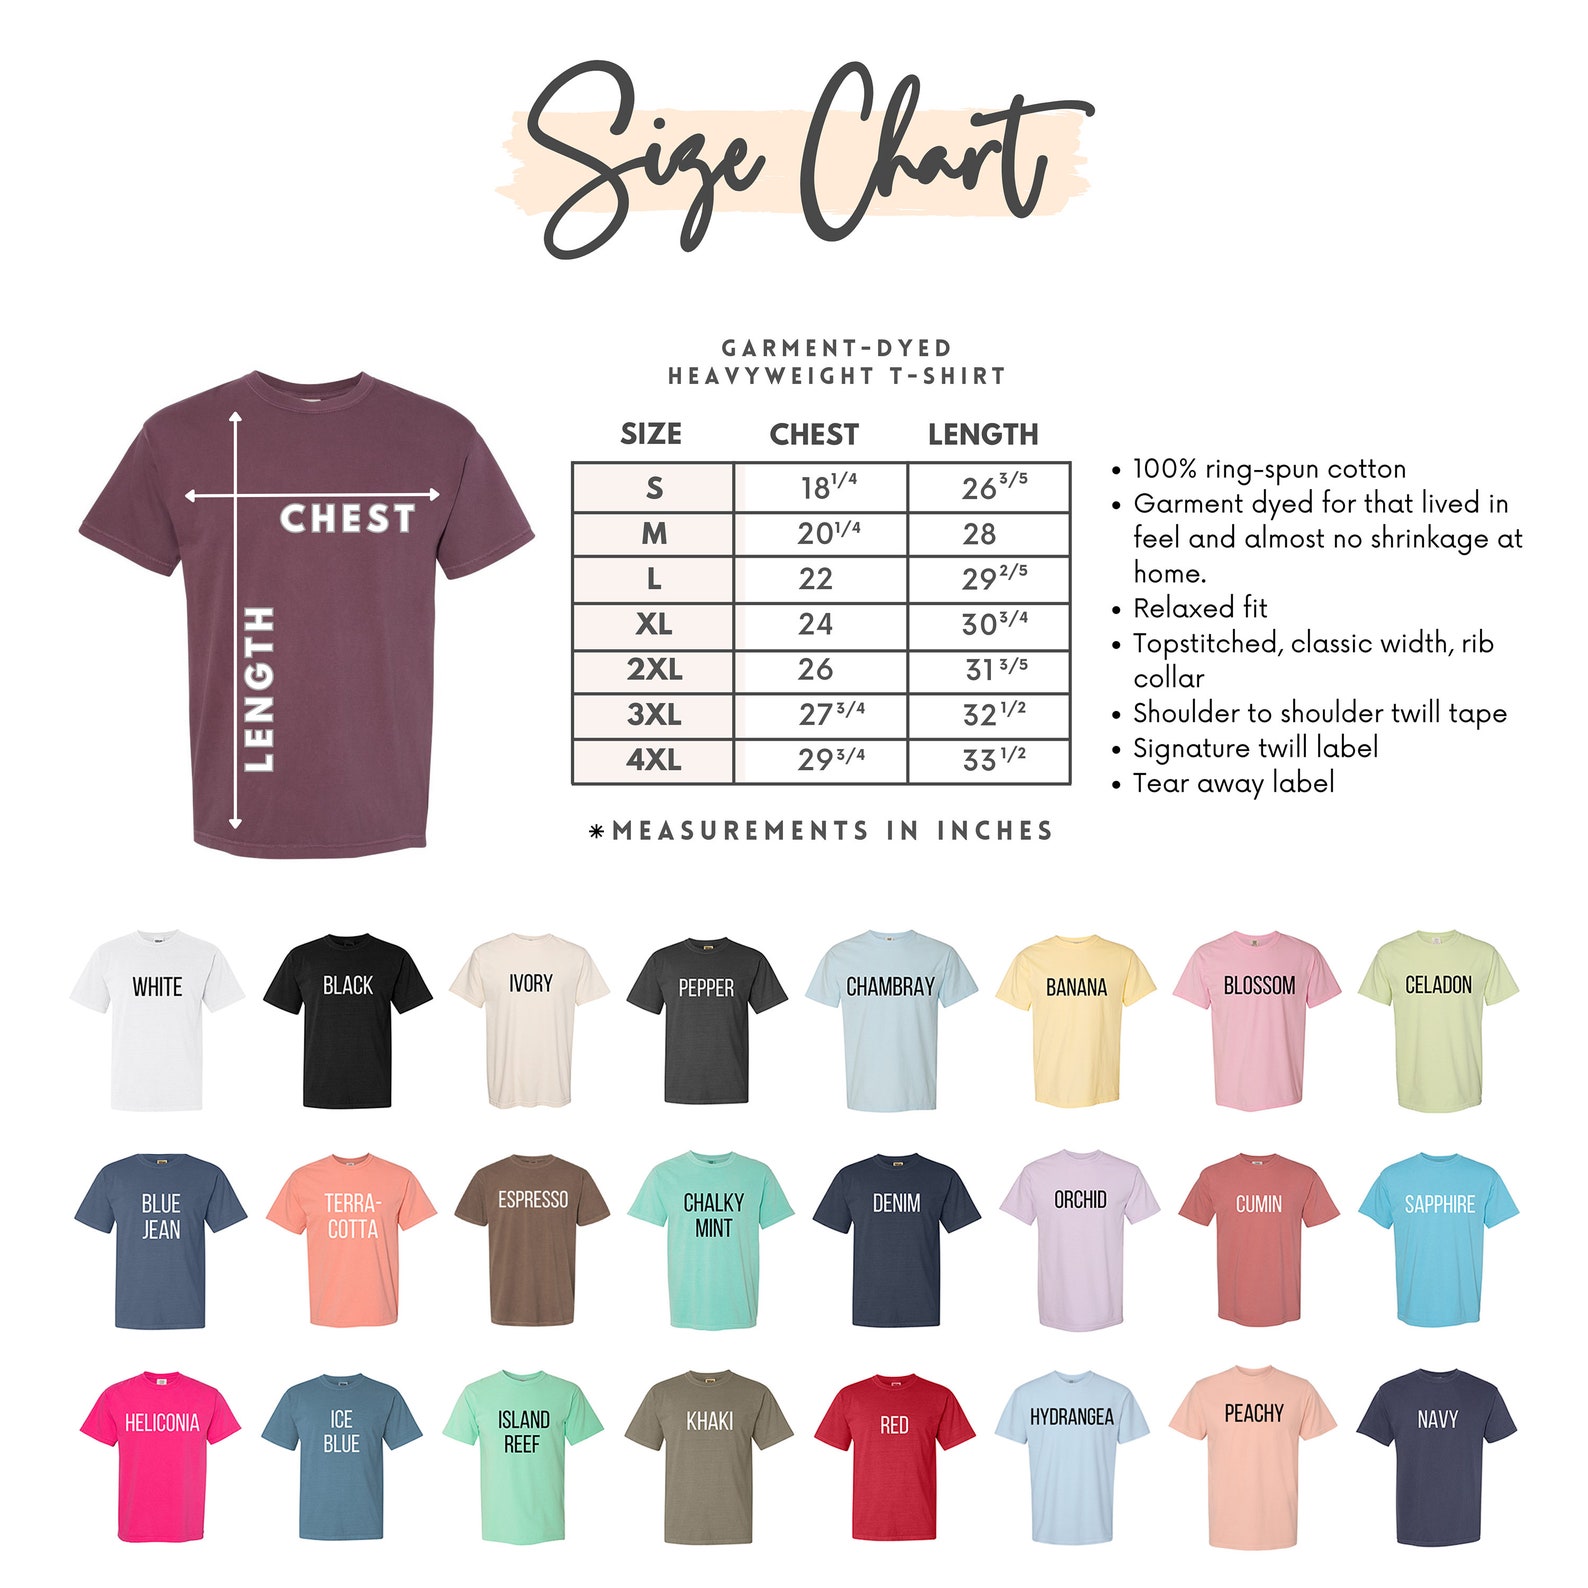 Size Chart
GARMENT-DYED
HEAVYWEIGHT T-SHIRT
CHEST
LENGTH
SIZE CHEST LENGTH
S 18 1/4 26 3/5
M 20 1/4 28
L 22 29 2/5
XL 24 30 3/4
2XL 26 31 3/5
3XL 27 3/4 32 1/2
4XL 29 3/4 33 1/2
*MEASUREMENTS IN INCHES
• 100% ring-spun cotton
• Garment dyed for that lived in
feel and almost no shrinkage at
home.
• Relaxed fit
• Topstitched, classic width, rib
collar
• Shoulder to shoulder twill tape
• Signature twill label
• Tear away label
WHITE
BLACK
IVORY
PEPPER
CHAMBRAY
BANANA
BLOSSOM
CELADON
BLUE
JEAN
TERRA-
COTTA
ESPRESSO
CHALKY
MINT
DENIM
ORCHID
CUMIN
SAPPHIRE
HELICONIA
ICE
BLUE
ISLAND
REEF
KHAKI
RED
HYDRANGEA
PEACHY
NAVY